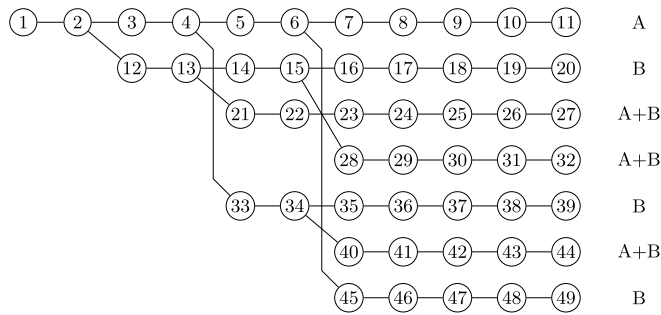 1 2 3 4 5 6 7 8 9 10 11 A
12 13 14 15 16 17 18 19 20 B
21 22 23 24 25 26 27 A+B
28 29 30 31 32 A+B
33 34 35 36 37 38 39 B
40 41 42 43 44 A+B
45 46 47 48 49 B